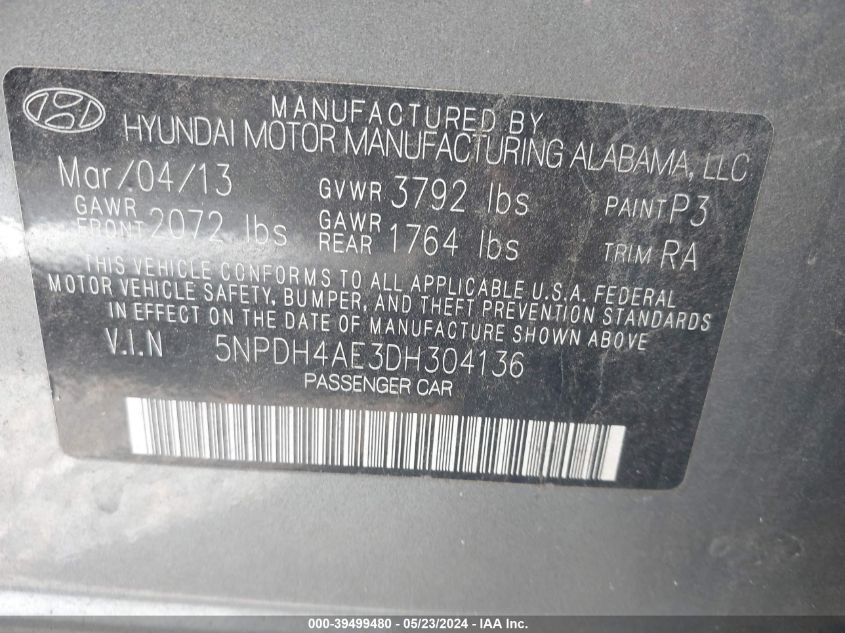 MANUFACTURED BY
HYUNDAI MOTOR MANUFACTURING ALABAMA, LLC
Mar/04/13 GVWR 3792 lbs PAINT P3
GAWR FRONT 2072 lbs GAWR REAR 1764 lbs TRIM RA
THIS VEHICLE CONFORMS TO ALL APPLICABLE U.S.A. FEDERAL
MOTOR VEHICLE SAFETY, BUMPER, AND THEFT PREVENTION STANDARDS
IN EFFECT ON THE DATE OF MANUFACTURE SHOWN ABOVE
V.I.N 5NPDH4AE3DH304136
PASSENGER CAR
000-39499480 - 05/23/2024 - IAA Inc.